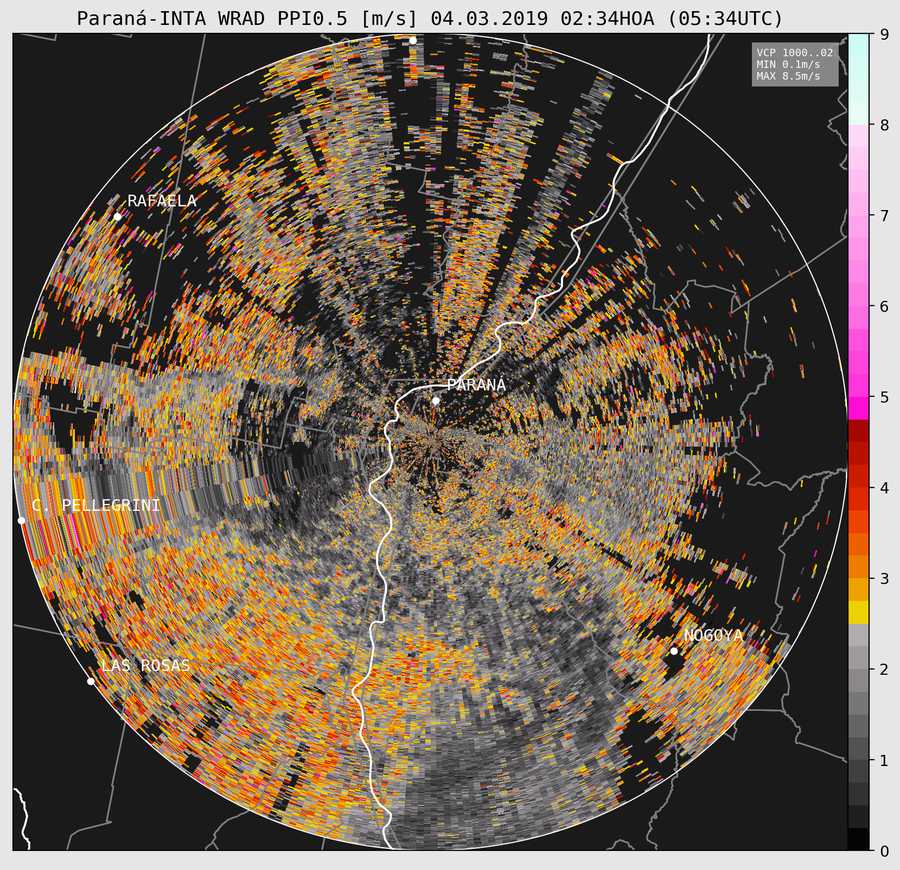 Paraná-INTA WRAD PPI0.5 [m/s] 04.03.2019 02:34HOA (05:34UTC)
VCP 1000..02
MIN 0.1m/s
MAX 8.5m/s
9
8
7
6
5
4
3
2
1
0
RAFAELA
PARANÁ
C. PELLEGRINI
NOGOYA
LAS ROSAS